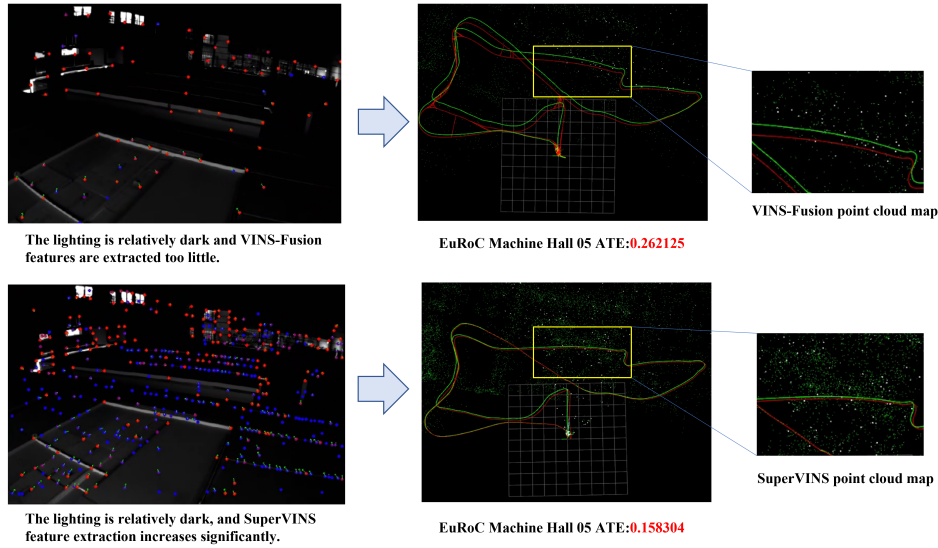 The lighting is relatively dark and VINS-Fusion
features are extracted too little.
EuRoC Machine Hall 05 ATE:0.262125
VINS-Fusion point cloud map
The lighting is relatively dark, and SuperVINS
feature extraction increases significantly.
EuRoC Machine Hall 05 ATE:0.158304
SuperVINS point cloud map